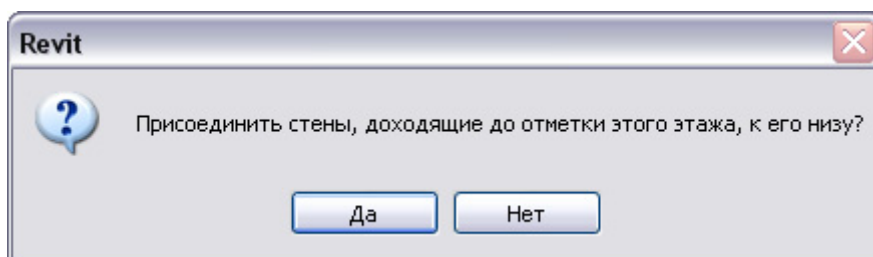 Revit
Присоединить стены, доходящие до отметки этого этажа, к его низу?
Да
Нет